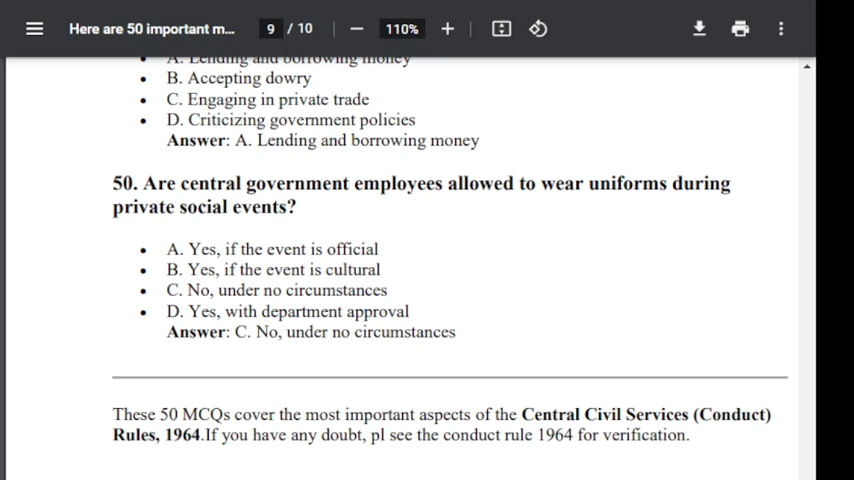 Here are 50 important m... 9 / 10 110%
A. Lending and borrowing money
B. Accepting dowry
C. Engaging in private trade
D. Criticizing government policies
Answer: A. Lending and borrowing money
50. Are central government employees allowed to wear uniforms during
private social events?
A. Yes, if the event is official
B. Yes, if the event is cultural
C. No, under no circumstances
D. Yes, with department approval
Answer: C. No, under no circumstances
These 50 MCQs cover the most important aspects of the Central Civil Services (Conduct)
Rules, 1964.If you have any doubt, pl see the conduct rule 1964 for verification.